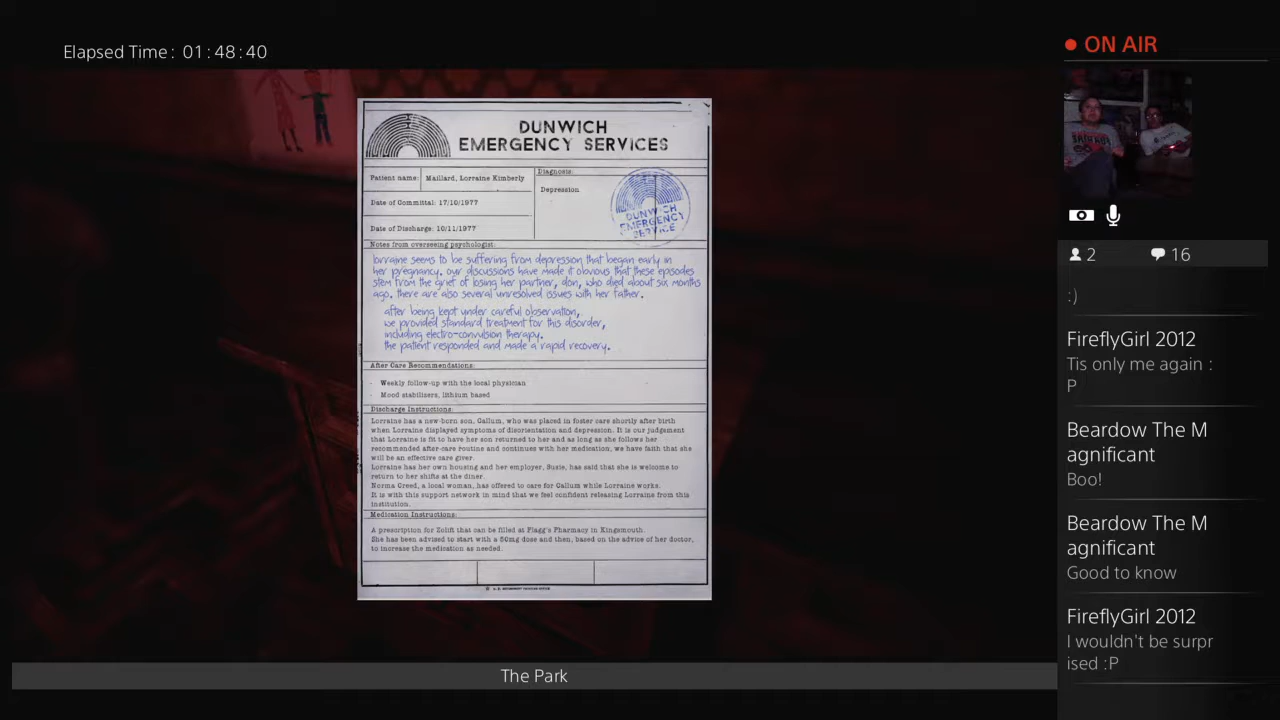 Elapsed Time: 01:48:40
ON AIR
DUNWICH
EMERGENCY SERVICES
Patient name: Maillard, Lorraine Kimberly
Diagnosis:
Depression
Date of Committal: 17/10/1977
Date of Discharge: 10/11/1977
DUNWICH
EMERGENCY
SERVICE
Notes from overseeing psychologist:
lorraine seems to be suffering from depression that began early in
her pregnancy. our discussions have made it obvious that these episodes
stem from the grief of losing her partner, don, who died about six months
ago. there are also several unresolved issues with her father.
after being kept under careful observation,
we provided standard treatment for this disorder,
including electro-convulsion therapy.
the patient responded and made a rapid recovery.
After Care Recommendations:
- Weekly follow-up with the local physician
- Mood stabilizers, lithium based
Discharge Instructions:
Lorraine has a new-born son, Callum, who was placed in foster care shortly after birth
when Lorraine displayed symptoms of disorientation and depression. It is our judgement
that Lorraine is fit to have her son returned to her and as long as she follows her
recommended after-care routine and continues with her medication, we have faith that she
will be an effective care giver.
Lorraine has her own housing and her employer, Susie, has said that she is welcome to
return to her shifts at the diner.
Norma Creed, a local woman, has offered to care for Callum while Lorraine works.
It is with this support network in mind that we feel confident releasing Lorraine from this
institution.
Medication Instructions:
A prescription for Zolift that can be filled at Flagg's Pharmacy in Kingsmouth.
She has been advised to start with a 50mg dose and then, based on the advice of her doctor,
to increase the medication as needed.
The Park
2
16
:)
FireflyGirl 2012
Tis only me again :
P
Beardow The M
agnificant
Boo!
Beardow The M
agnificant
Good to know
FireflyGirl 2012
I wouldn't be surpr
ised :P